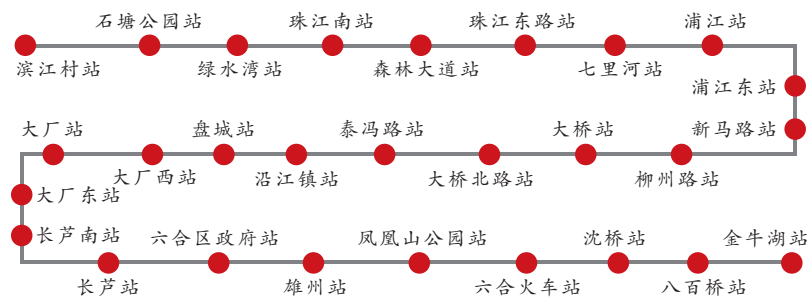 石塘公园站
珠江南站
珠江东路站
浦江站
滨江村站
绿水湾站
森林大道站
七里河站
浦江东站
新马路站
大厂站
盘城站
泰冯路站
大桥站
大厂西站
沿江镇站
大桥北路站
柳州路站
大厂东站
长芦南站
六合区政府站
凤凰山公园站
沈桥站
金牛湖站
长芦站
雄州站
六合火车站
八百桥站